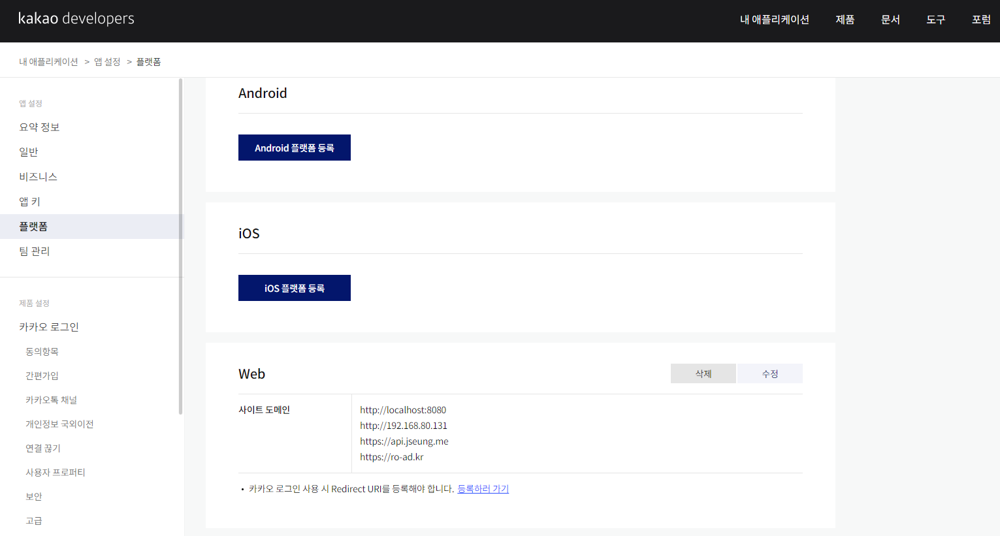 kakao developers
내 애플리케이션 제품 문서 도구 포럼
내 애플리케이션 > 앱 설정 > 플랫폼
앱 설정
요약 정보
일반
비즈니스
앱 키
플랫폼
팀 관리
제품 설정
카카오 로그인
동의항목
간편가입
카카오톡 채널
개인정보 국외이전
연결 끊기
사용자 프로퍼티
보안
고급
Android
Android 플랫폼 등록
iOS
iOS 플랫폼 등록
Web
삭제 수정
사이트 도메인
http://localhost:8080
http://192.168.80.131
https://api.jseung.me
https://ro-ad.kr
• 카카오 로그인 사용 시 Redirect URI를 등록해야 합니다. 등록하러 가기